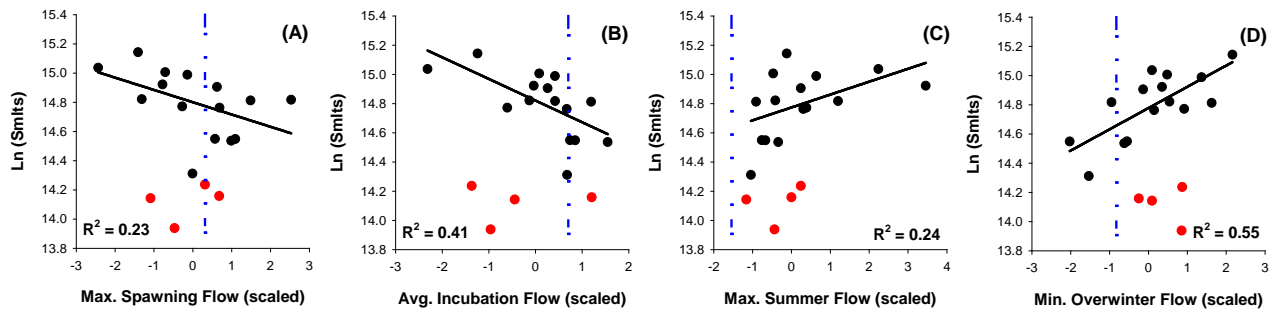 (A)
Ln (Smlts)
15.4
15.2
15.0
14.8
14.6
14.4
14.2
14.0
13.8
R² = 0.23
-3 -2 -1 0 1 2 3
Max. Spawning Flow (scaled)
(B)
Ln (Smlts)
15.4
15.2
15.0
14.8
14.6
14.4
14.2
14.0
13.8
R² = 0.41
-3 -2 -1 0 1 2
Avg. Incubation Flow (scaled)
(C)
Ln (Smlts)
15.4
15.2
15.0
14.8
14.6
14.4
14.2
14.0
13.8
R² = 0.24
-2 -1 0 1 2 3 4
Max. Summer Flow (scaled)
(D)
Ln (Smlts)
15.4
15.2
15.0
14.8
14.6
14.4
14.2
14.0
13.8
R² = 0.55
-3 -2 -1 0 1 2 3
Min. Overwinter Flow (scaled)